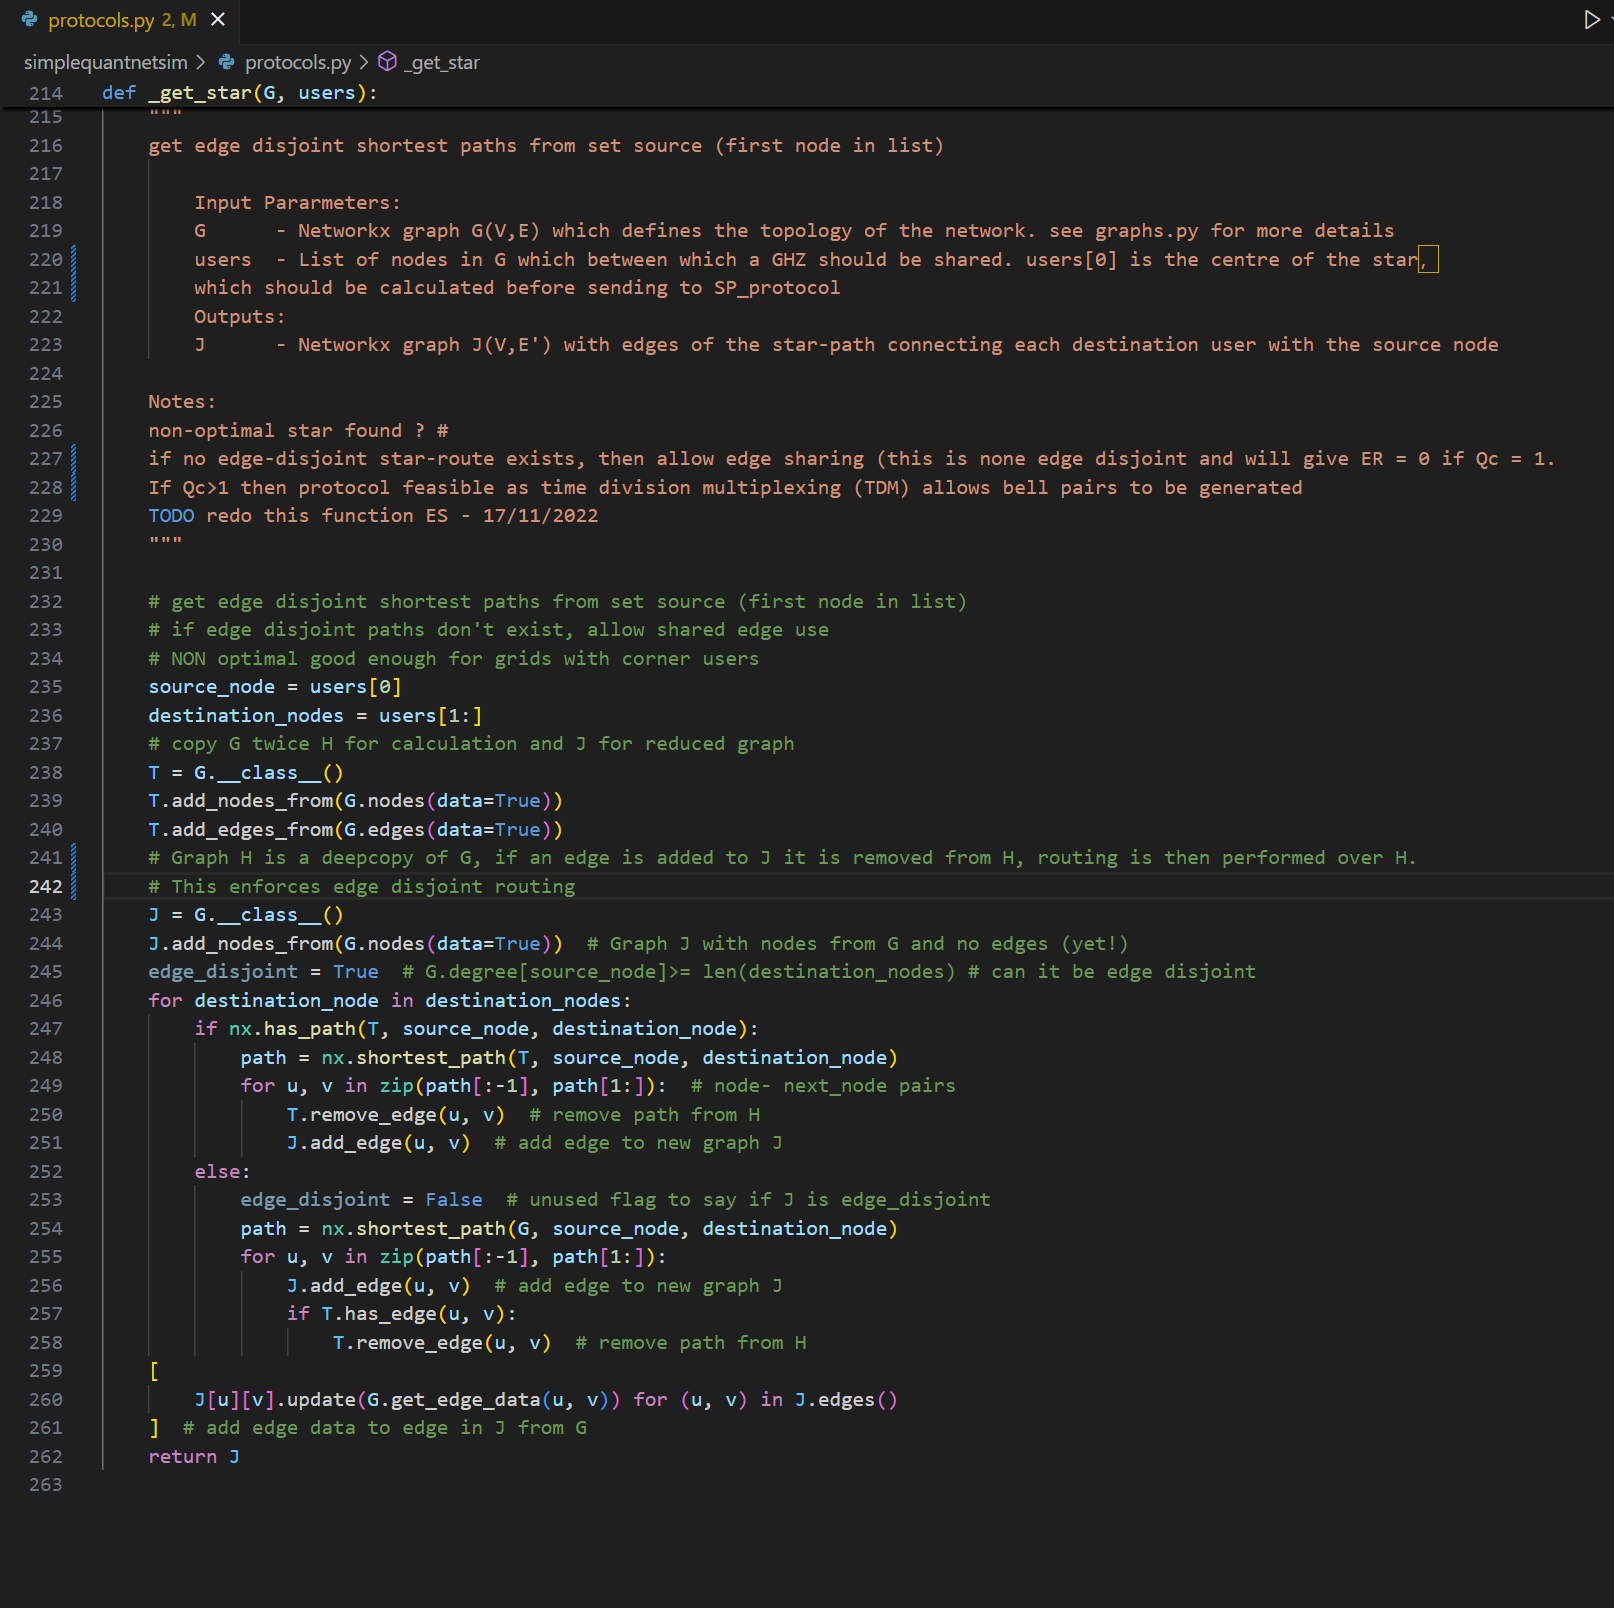 protocols.py 2, M
simplequantnetsim > protocols.py > _get_star
214 def _get_star(G, users):
215 """
216 get edge disjoint shortest paths from set source (first node in list)
217
218 Input Pararmeters:
219 G - Networkx graph G(V,E) which defines the topology of the network. see graphs.py for more details
220 users - List of nodes in G which between which a GHZ should be shared. users[0] is the centre of the star,
221 which should be calculated before sending to SP_protocol
222 Outputs:
223 J - Networkx graph J(V,E') with edges of the star-path connecting each destination user with the source node
224
225 Notes:
226 non-optimal star found ? #
227 if no edge-disjoint star-route exists, then allow edge sharing (this is none edge disjoint and will give ER = 0 if Qc = 1.
228 If Qc>1 then protocol feasible as time division multiplexing (TDM) allows bell pairs to be generated
229 TODO redo this function ES - 17/11/2022
230 """
231
232 # get edge disjoint shortest paths from set source (first node in list)
233 # if edge disjoint paths don't exist, allow shared edge use
234 # NON optimal good enough for grids with corner users
235 source_node = users[0]
236 destination_nodes = users[1:]
237 # copy G twice H for calculation and J for reduced graph
238 T = G.__class__()
239 T.add_nodes_from(G.nodes(data=True))
240 T.add_edges_from(G.edges(data=True))
241 # Graph H is a deepcopy of G, if an edge is added to J it is removed from H, routing is then performed over H.
242 # This enforces edge disjoint routing
243 J = G.__class__()
244 J.add_nodes_from(G.nodes(data=True)) # Graph J with nodes from G and no edges (yet!)
245 edge_disjoint = True # G.degree[source_node]>= len(destination_nodes) # can it be edge disjoint
246 for destination_node in destination_nodes:
247 if nx.has_path(T, source_node, destination_node):
248 path = nx.shortest_path(T, source_node, destination_node)
249 for u, v in zip(path[:-1], path[1:]): # node- next_node pairs
250 T.remove_edge(u, v) # remove path from H
251 J.add_edge(u, v) # add edge to new graph J
252 else:
253 edge_disjoint = False # unused flag to say if J is edge_disjoint
254 path = nx.shortest_path(G, source_node, destination_node)
255 for u, v in zip(path[:-1], path[1:]):
256 J.add_edge(u, v) # add edge to new graph J
257 if T.has_edge(u, v):
258 T.remove_edge(u, v) # remove path from H
259 [
260 J[u][v].update(G.get_edge_data(u, v)) for (u, v) in J.edges()
261 ] # add edge data to edge in J from G
262 return J
263